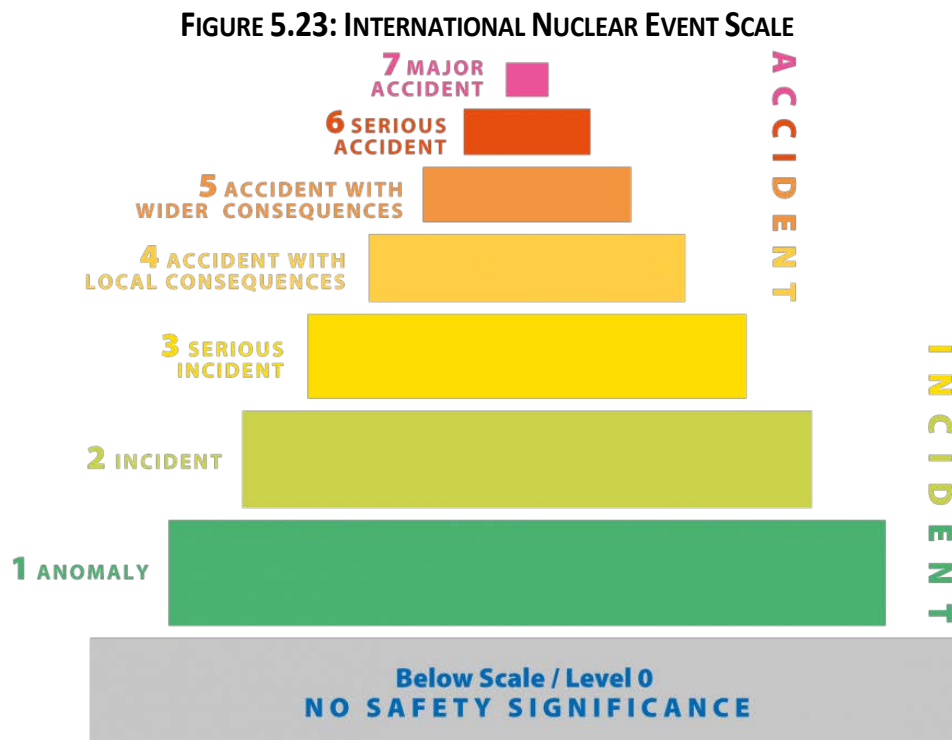 FIGURE 5.23: INTERNATIONAL NUCLEAR EVENT SCALE
7 MAJOR
ACCIDENT
6 SERIOUS
ACCIDENT
5 ACCIDENT WITH
WIDER CONSEQUENCES
4 ACCIDENT WITH
LOCAL CONSEQUENCES
3 SERIOUS
INCIDENT
2 INCIDENT
1 ANOMALY
Below Scale / Level 0
NO SAFETY SIGNIFICANCE
ACCIDENT
INCIDENT